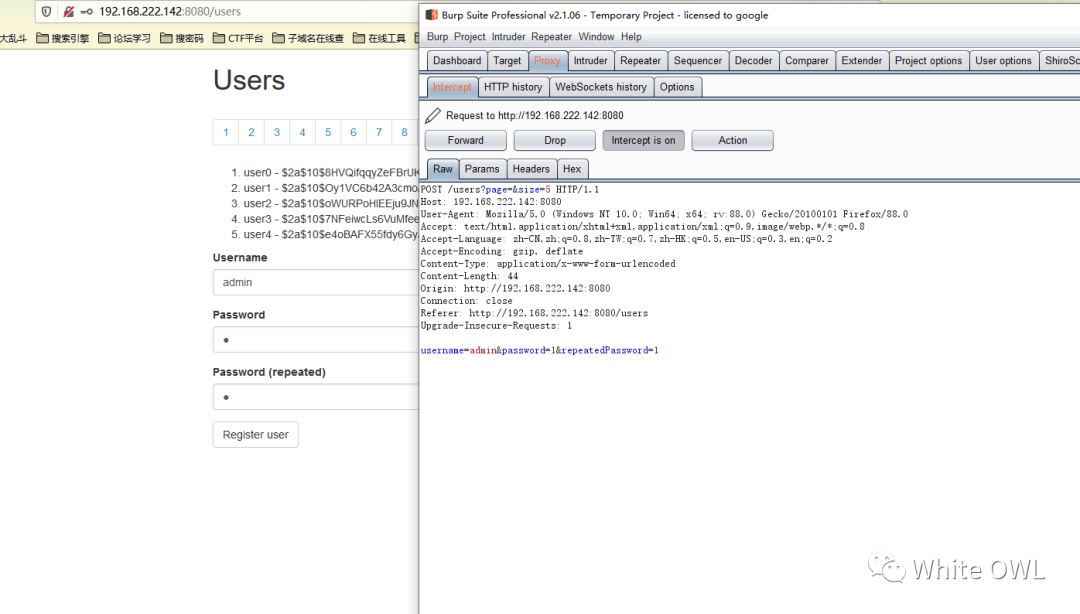 192.168.222.142:8080/users
大乱斗 搜索引擎 论坛学习 搜密码 CTF平台 子域名在线查 在线工具
Users
1 2 3 4 5 6 7 8
1. user0 - $2a$10$8HVQifqqyZeFBrUK
2. user1 - $2a$10$Oy1VC6b42A3cmo
3. user2 - $2a$10$oWURPoHlEEju9JN
4. user3 - $2a$10$7NFeiwcLs6VuMfee
5. user4 - $2a$10$e4oBAFX55fdy6Gy
Username
admin
Password
●
Password (repeated)
●
Register user
Burp Suite Professional v2.1.06 - Temporary Project - licensed to google
Burp Project Intruder Repeater Window Help
Dashboard Target Proxy Intruder Repeater Sequencer Decoder Comparer Extender Project options User options ShiroSc
Intercept HTTP history WebSockets history Options
Request to http://192.168.222.142:8080
Forward Drop Intercept is on Action
Raw Params Headers Hex
POST /users?page=&size=5 HTTP/1.1
Host: 192.168.222.142:8080
User-Agent: Mozilla/5.0 (Windows NT 10.0; Win64; x64; rv:88.0) Gecko/20100101 Firefox/88.0
Accept: text/html,application/xhtml+xml,application/xml;q=0.9,image/webp,*/*;q=0.8
Accept-Language: zh-CN,zh;q=0.8,zh-TW;q=0.7,zh-HK;q=0.5,en-US;q=0.3,en;q=0.2
Accept-Encoding: gzip, deflate
Content-Type: application/x-www-form-urlencoded
Content-Length: 44
Origin: http://192.168.222.142:8080
Connection: close
Referer: http://192.168.222.142:8080/users
Upgrade-Insecure-Requests: 1
username=admin&password=1&repeatedPassword=1
White OWL